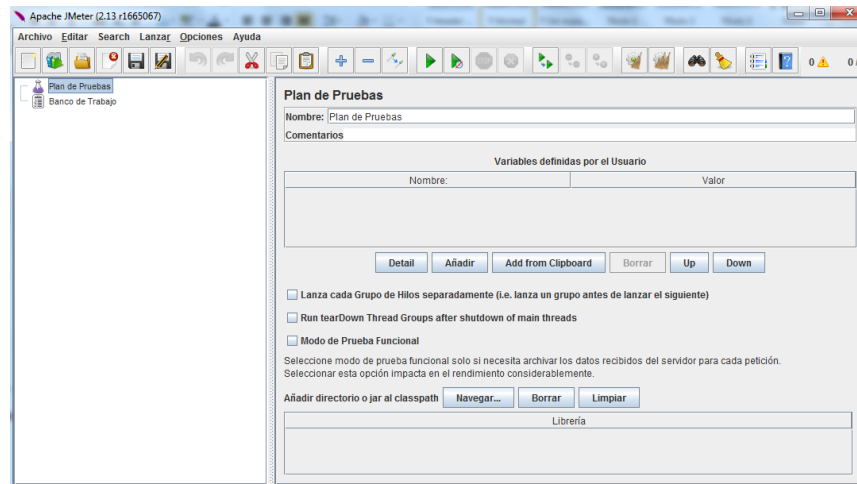 Apache JMeter (2.13 r1665067)
Archivo Editar Search Lanzar Opciones Ayuda
0
0
Plan de Pruebas
Banco de Trabajo
Plan de Pruebas
Nombre: Plan de Pruebas
Comentarios
Variables definidas por el Usuario
Nombre: Valor
Detail Añadir Add from Clipboard Borrar Up Down
Lanza cada Grupo de Hilos separadamente (i.e. lanza un grupo antes de lanzar el siguiente)
Run tearDown Thread Groups after shutdown of main threads
Modo de Prueba Funcional
Seleccione modo de prueba funcional solo si necesita archivar los datos recibidos del servidor para cada petición.
Seleccionar esta opción impacta en el rendimiento considerablemente.
Añadir directorio o jar al classpath Navegar... Borrar Limpiar
Librería